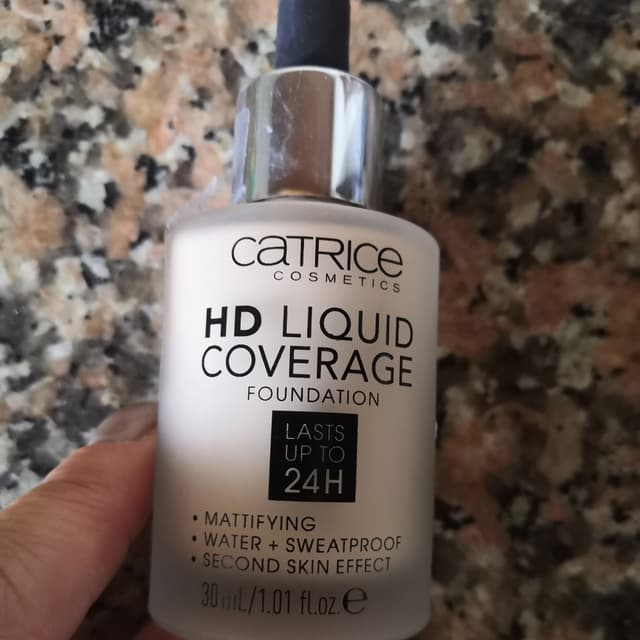 CATRICE
COSMETICS
HD LIQUID
COVERAGE
FOUNDATION
LASTS
UP TO
24H
• MATTIFYING
• WATER + SWEATPROOF
• SECOND SKIN EFFECT
30 mL/1.01 fl.oz. ℮